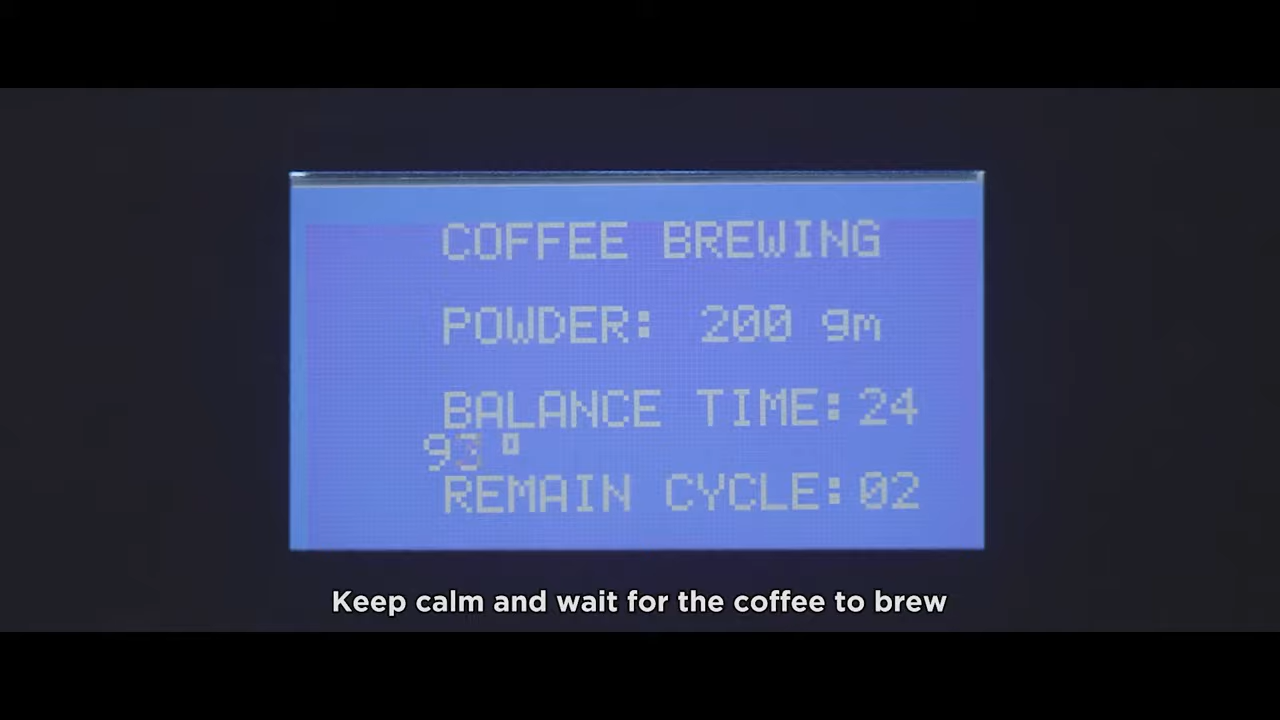 COFFEE BREWING
POWDER: 200 gm
BALANCE TIME:24
93°
REMAIN CYCLE:02
Keep calm and wait for the coffee to brew